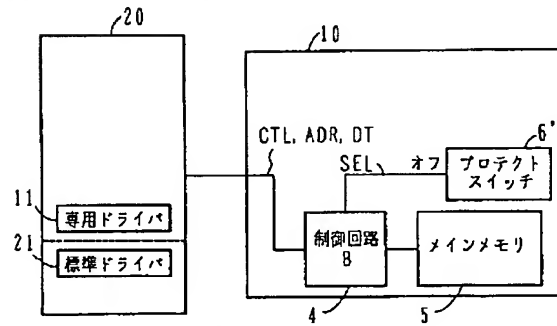 20
10
CTL, ADR, DT
6'
SEL
オフ
プロテクト
スイッチ
11
専用ドライバ
21
標準ドライバ
制御回路
B
メインメモリ
4
5